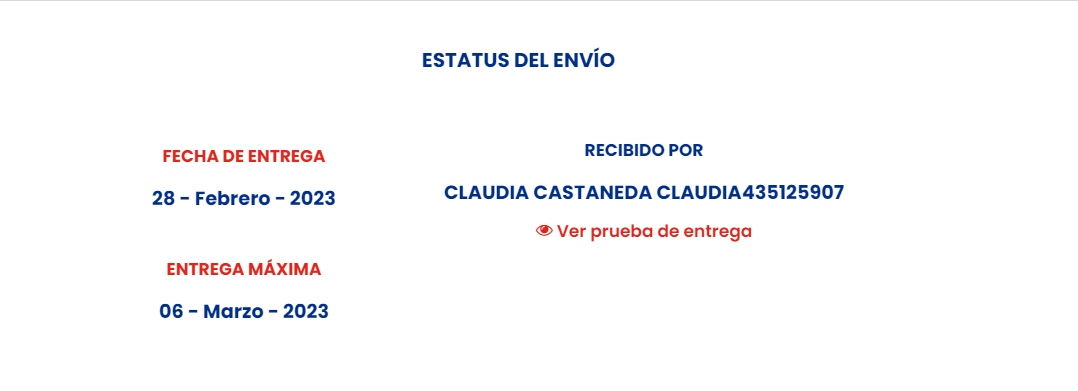 ESTATUS DEL ENVÍO
FECHA DE ENTREGA
28 - Febrero - 2023
ENTREGA MÁXIMA
06 - Marzo - 2023
RECIBIDO POR
CLAUDIA CASTANEDA CLAUDIA435125907
Ver prueba de entrega